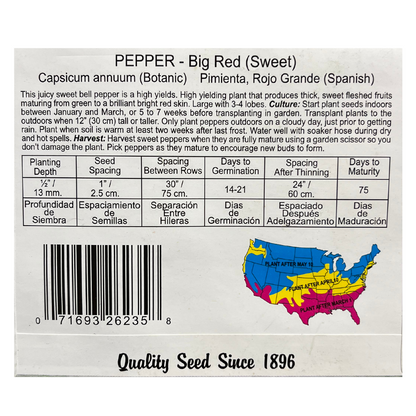 PEPPER - Big Red (Sweet)
Capsicum annuum (Botanic) Pimienta, Rojo Grande (Spanish)
This juicy sweet bell pepper is a high yields. High yielding plant that produces thick, sweet fleshed fruits
maturing from green to a brilliant bright red skin. Large with 3-4 lobes. Culture: Start plant seeds indoors
between January and March, or 5 to 7 weeks before transplanting in garden. Transplant plants to the
outdoors when 12" (30 cm) tall or taller. Only plant peppers outdoors on a cloudy day, just prior to getting
rain. Plant when soil is warm at least two weeks after last frost. Water well with soaker hose during dry
and hot spells. Harvest: Harvest sweet peppers when they are fully mature using a garden scissor so you
don't damage the plant. Pick peppers as they mature to encourage new buds to form.
Planting Depth Seed Spacing Spacing Between Rows Days to Germination Spacing After Thinning Days to Maturity
½"/ 13 mm. 1"/ 2.5 cm. 30"/ 75 cm. 14-21 24"/ 60 cm. 75
Profundidad de Siembra Espaciamiento de Semillas Separación Entre Hileras Dias de Germinación Espaciado Después Adelgazamiento Dias de Maduración
PLANT AFTER MAY 15
PLANT AFTER APRIL 15
PLANT AFTER MARCH 1
0 71693 26235 8
Quality Seed Since 1896